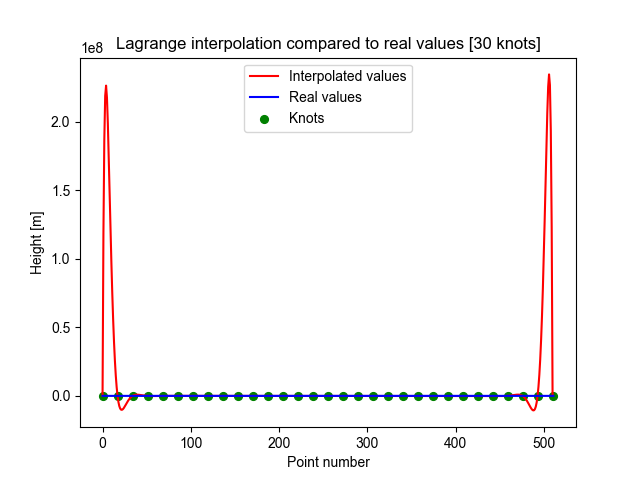 Lagrange interpolation compared to real values [30 knots]
1e8
Interpolated values
Real values
Knots
2.0
1.5
1.0
0.5
0.0
Height [m]
0 100 200 300 400 500
Point number